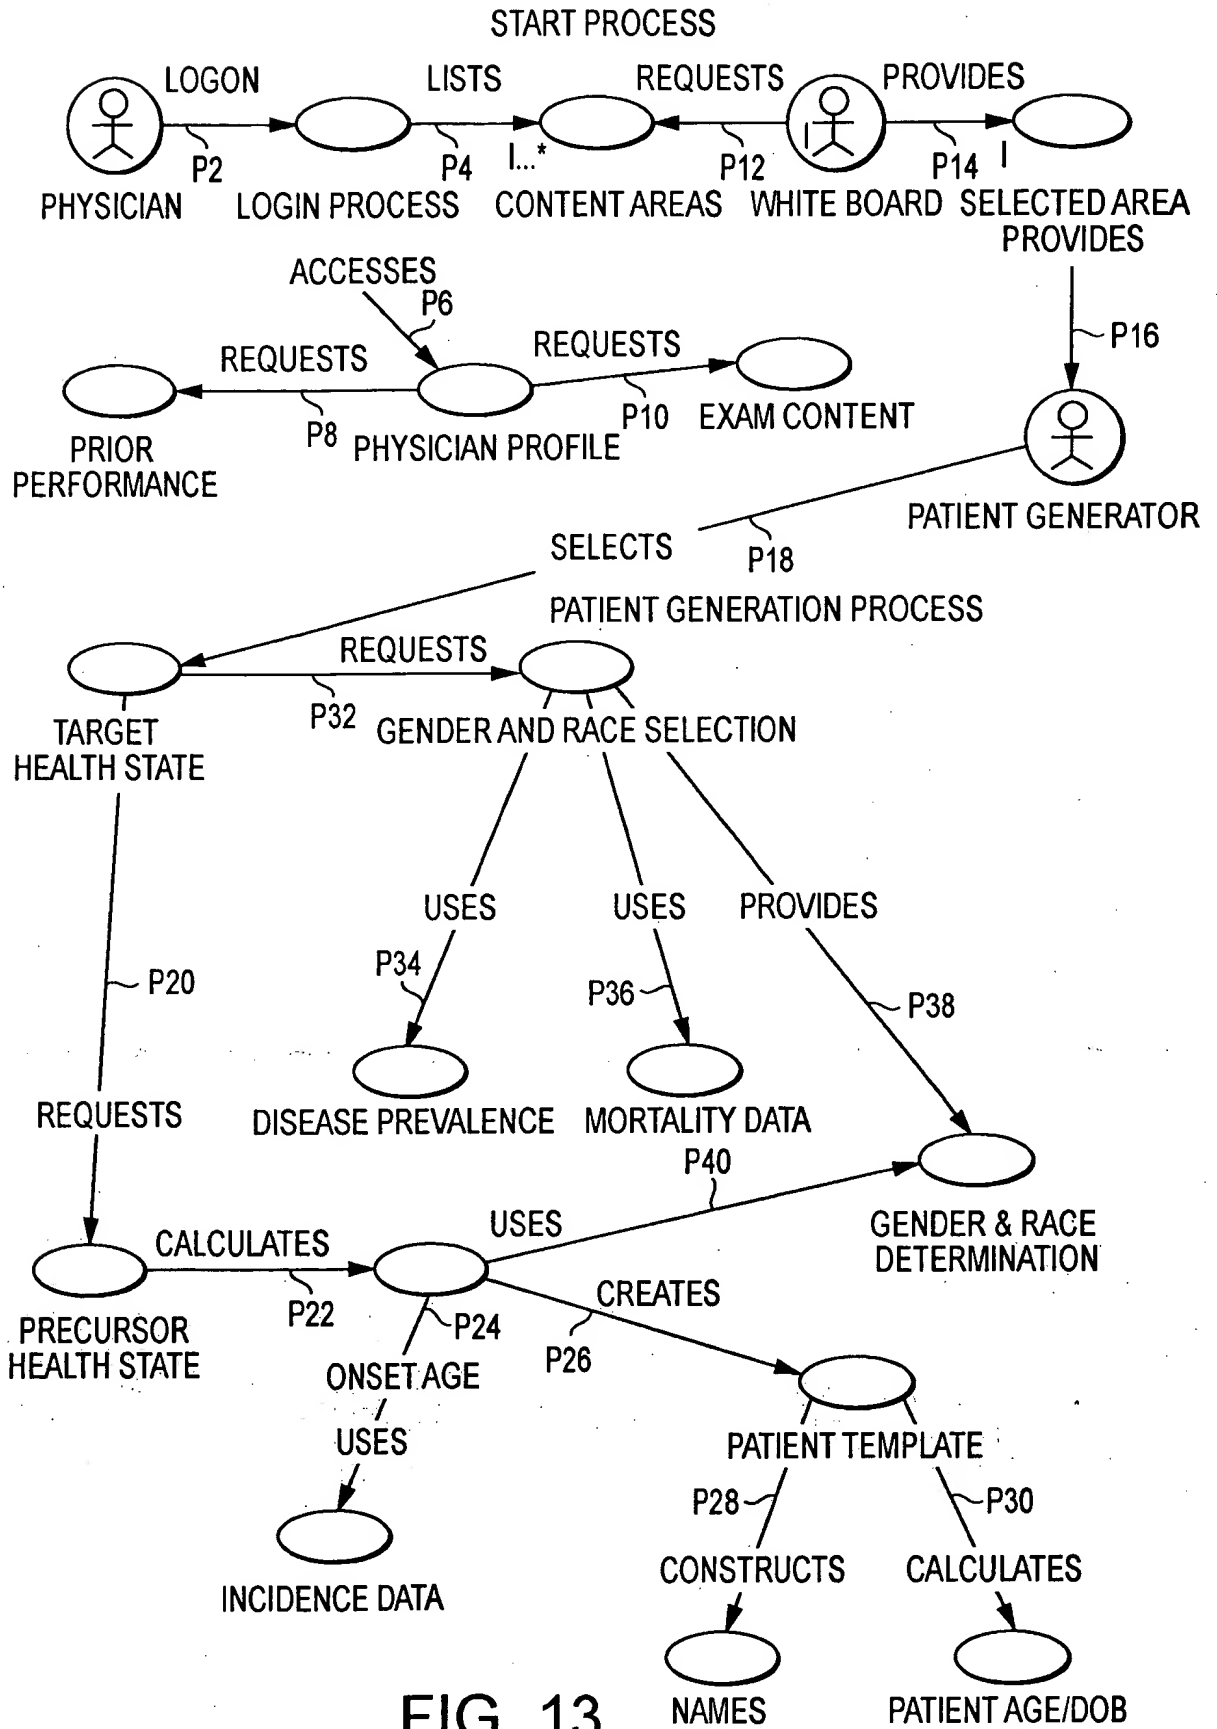 START PROCESS
LOGON
LISTS
REQUESTS
PROVIDES
P2
P4
I...*
P12
I
P14
I
PHYSICIAN
LOGIN PROCESS
CONTENT AREAS
WHITE BOARD
SELECTED AREA
PROVIDES
ACCESSES
P6
P16
REQUESTS
REQUESTS
P8
P10
EXAM CONTENT
PHYSICIAN PROFILE
PRIOR
PERFORMANCE
PATIENT GENERATOR
SELECTS
P18
PATIENT GENERATION PROCESS
REQUESTS
P32
TARGET
HEALTH STATE
GENDER AND RACE SELECTION
USES
USES
PROVIDES
P20
P34
P36
P38
REQUESTS
DISEASE PREVALENCE
MORTALITY DATA
P40
USES
GENDER & RACE
DETERMINATION
CALCULATES
P22
P24
CREATES
P26
PRECURSOR
HEALTH STATE
ONSET AGE
USES
PATIENT TEMPLATE
P28
P30
INCIDENCE DATA
CONSTRUCTS
CALCULATES
NAMES
PATIENT AGE/DOB
FIG. 13